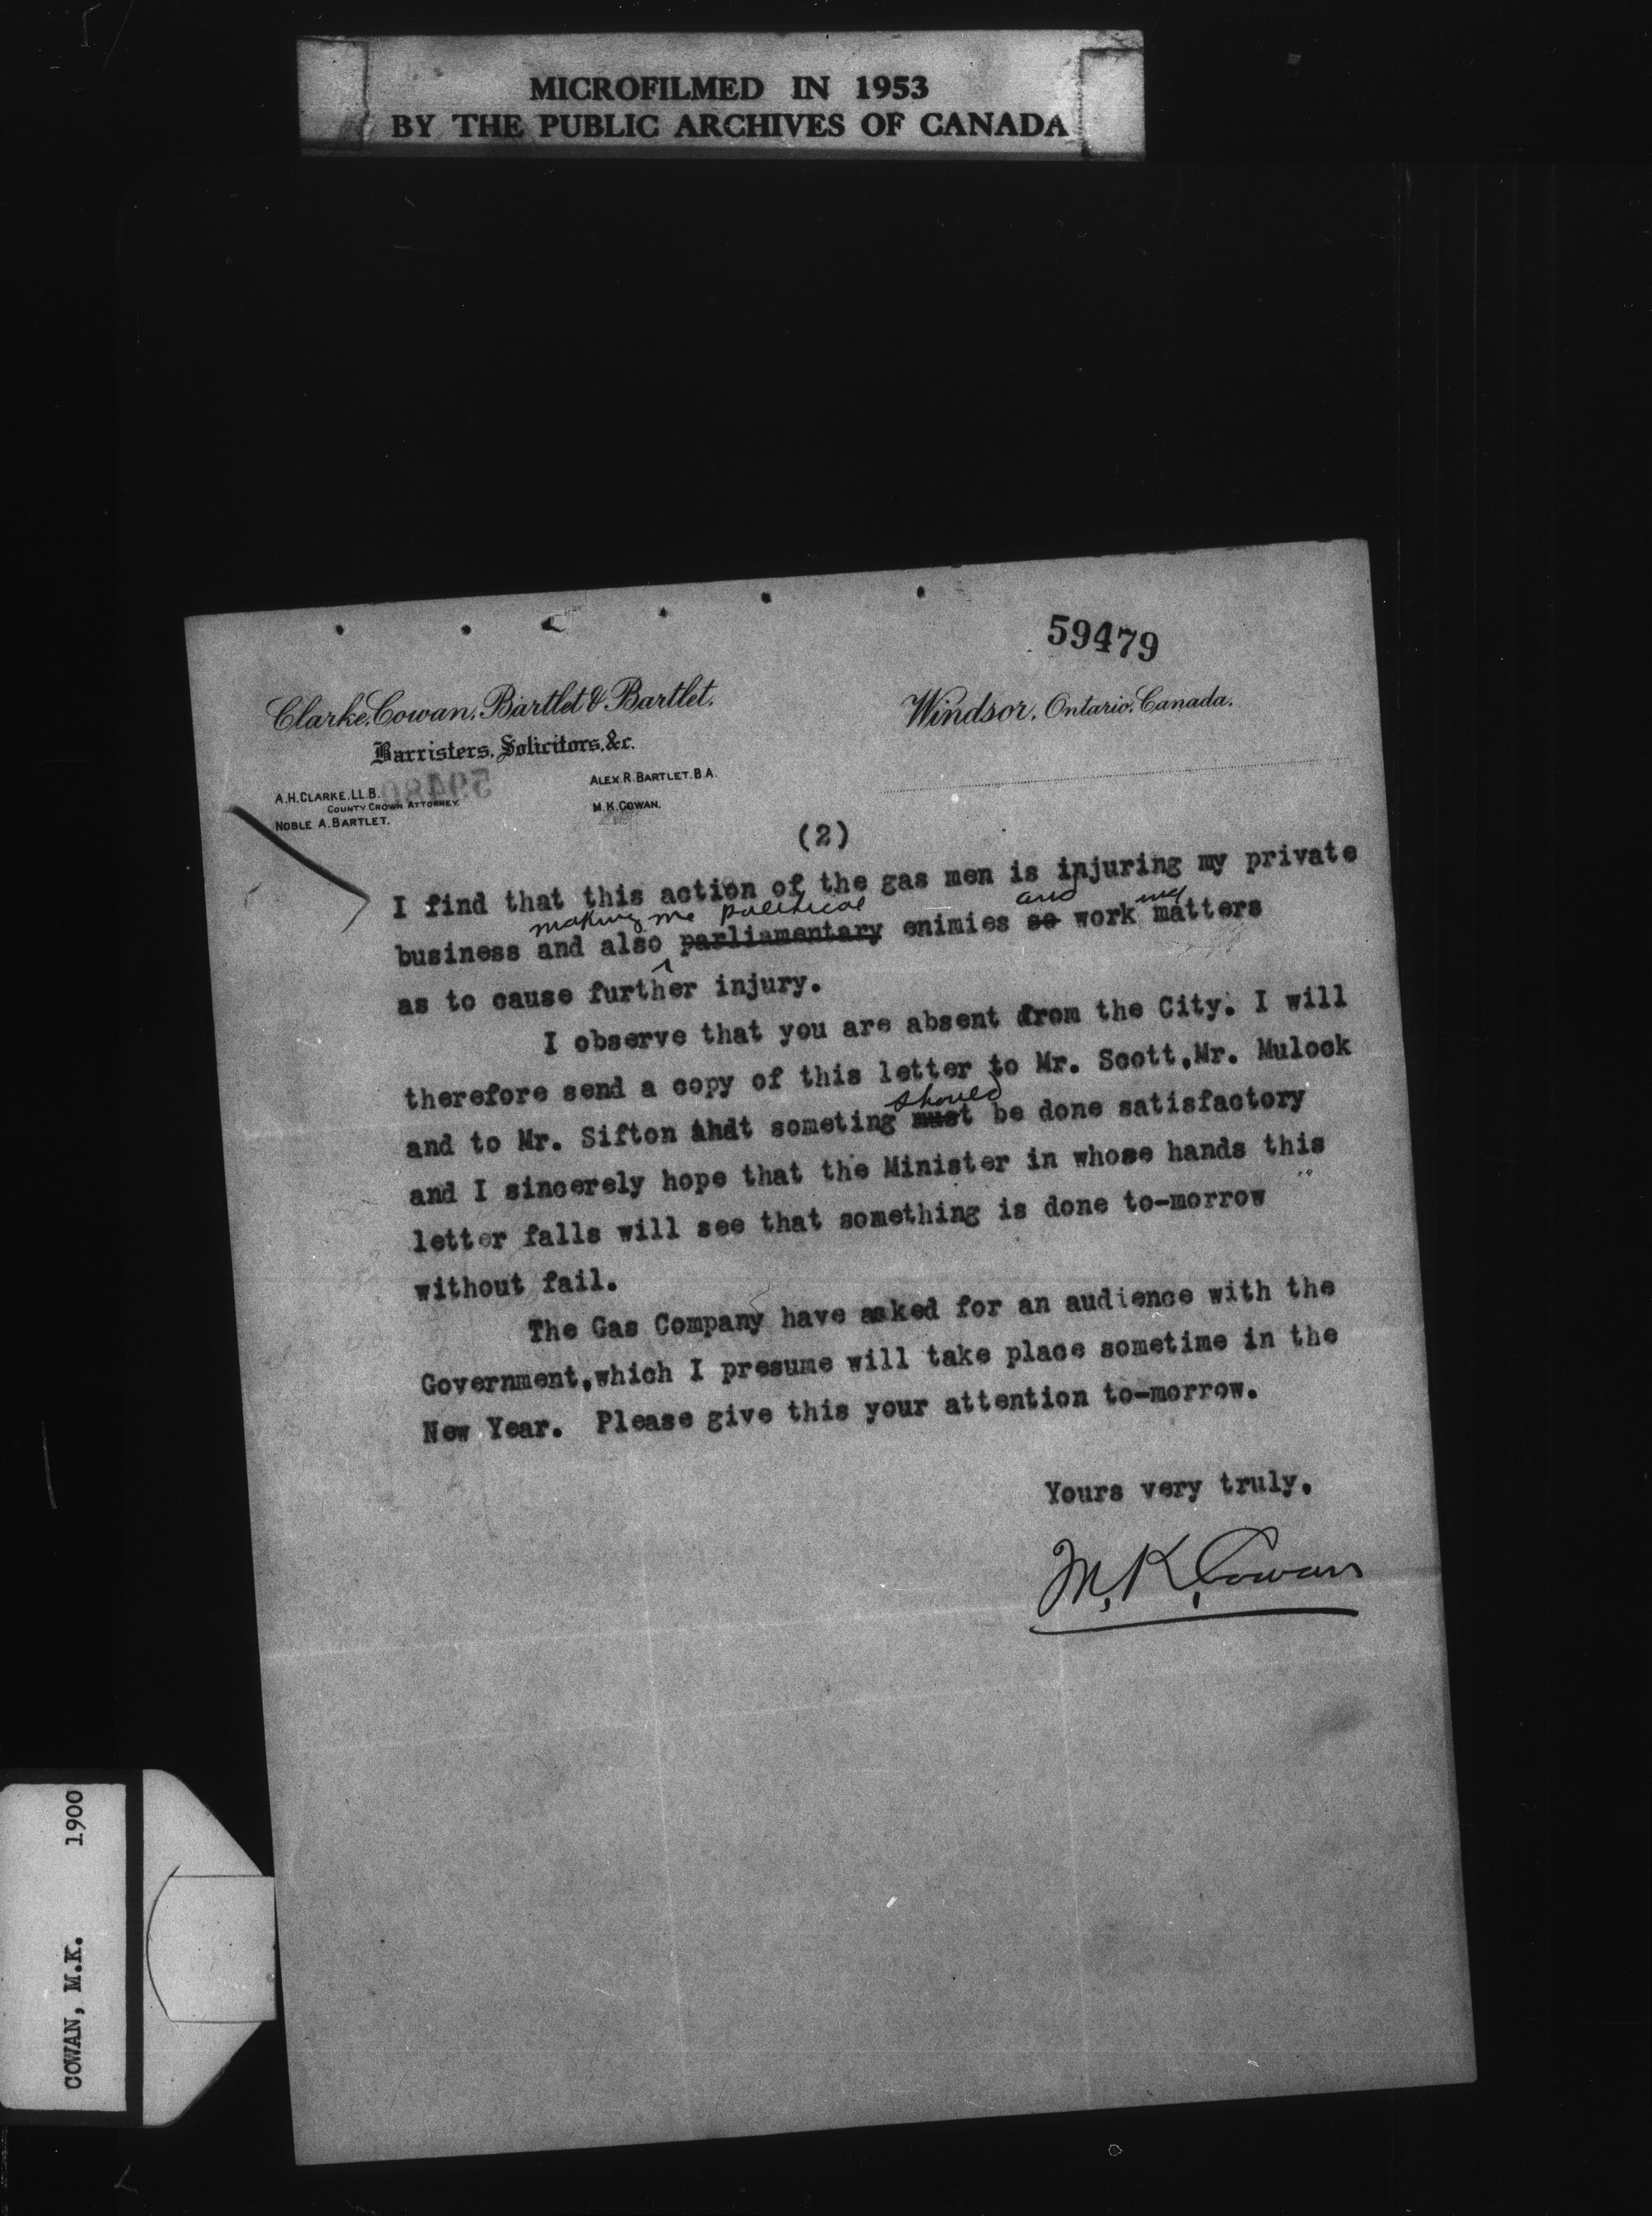 MICROFILMED IN 1953
BY THE PUBLIC ARCHIVES OF CANADA
59479
Clarke, Cowan, Bartlet & Bartlet.
Barristers, Solicitors, &c.
Windsor, Ontario, Canada.
59480
A.H. CLARKE, LL.B.
COUNTY CROWN ATTORNEY
NOBLE A. BARTLET.
ALEX. R. BARTLET. B.A.
M.K. COWAN.
(2)
I find that this action of the gas men is injuring my private
making me political and
business and also parliamentary enimies so work matters
as to cause further injury.
I observe that you are absent from the City. I will
therefore send a copy of this letter to Mr. Scott, Mr. Mulock
should
and to Mr. Sifton that someting must be done satisfactory
and I sincerely hope that the Minister in whose hands this
letter falls will see that something is done to-morrow
without fail.
The Gas Company have asked for an audience with the
Government, which I presume will take place sometime in the
New Year. Please give this your attention to-morrow.
Yours very truly.
M. K. Cowan
COWAN, M.K. 1900